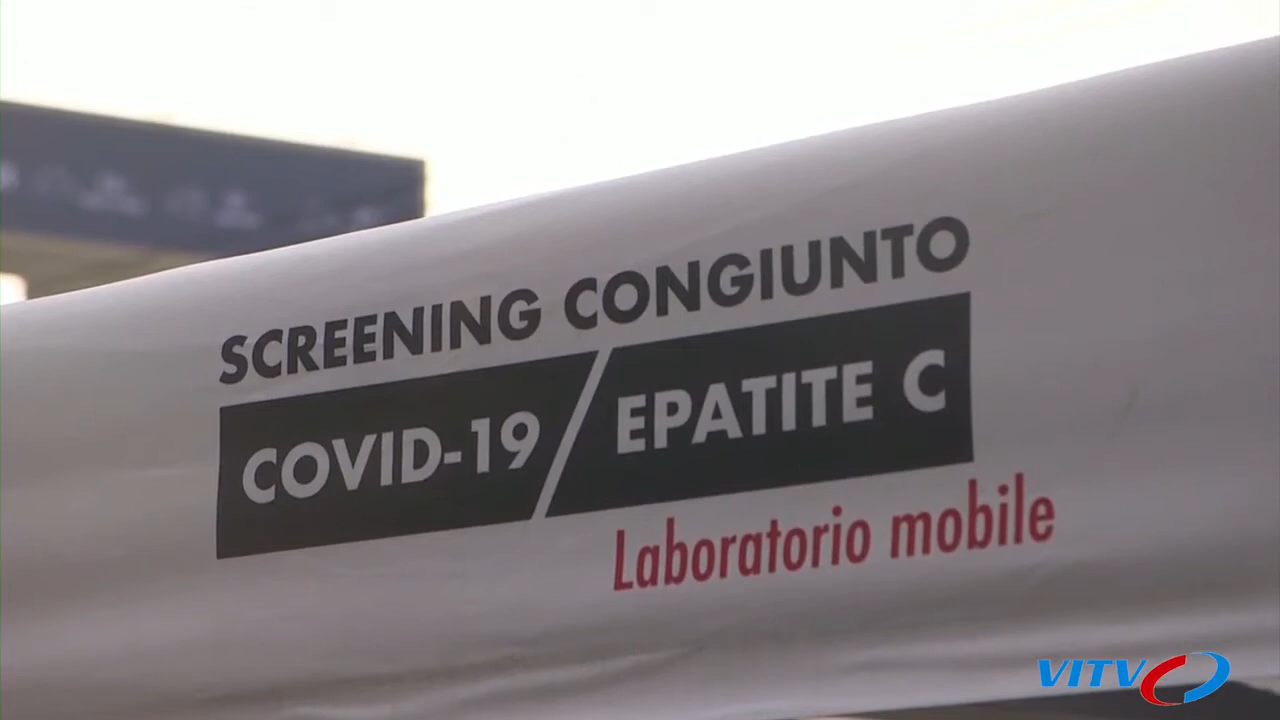 SCREENING CONGIUNTO
COVID-19/EPATITE C
Laboratorio mobile
VITV